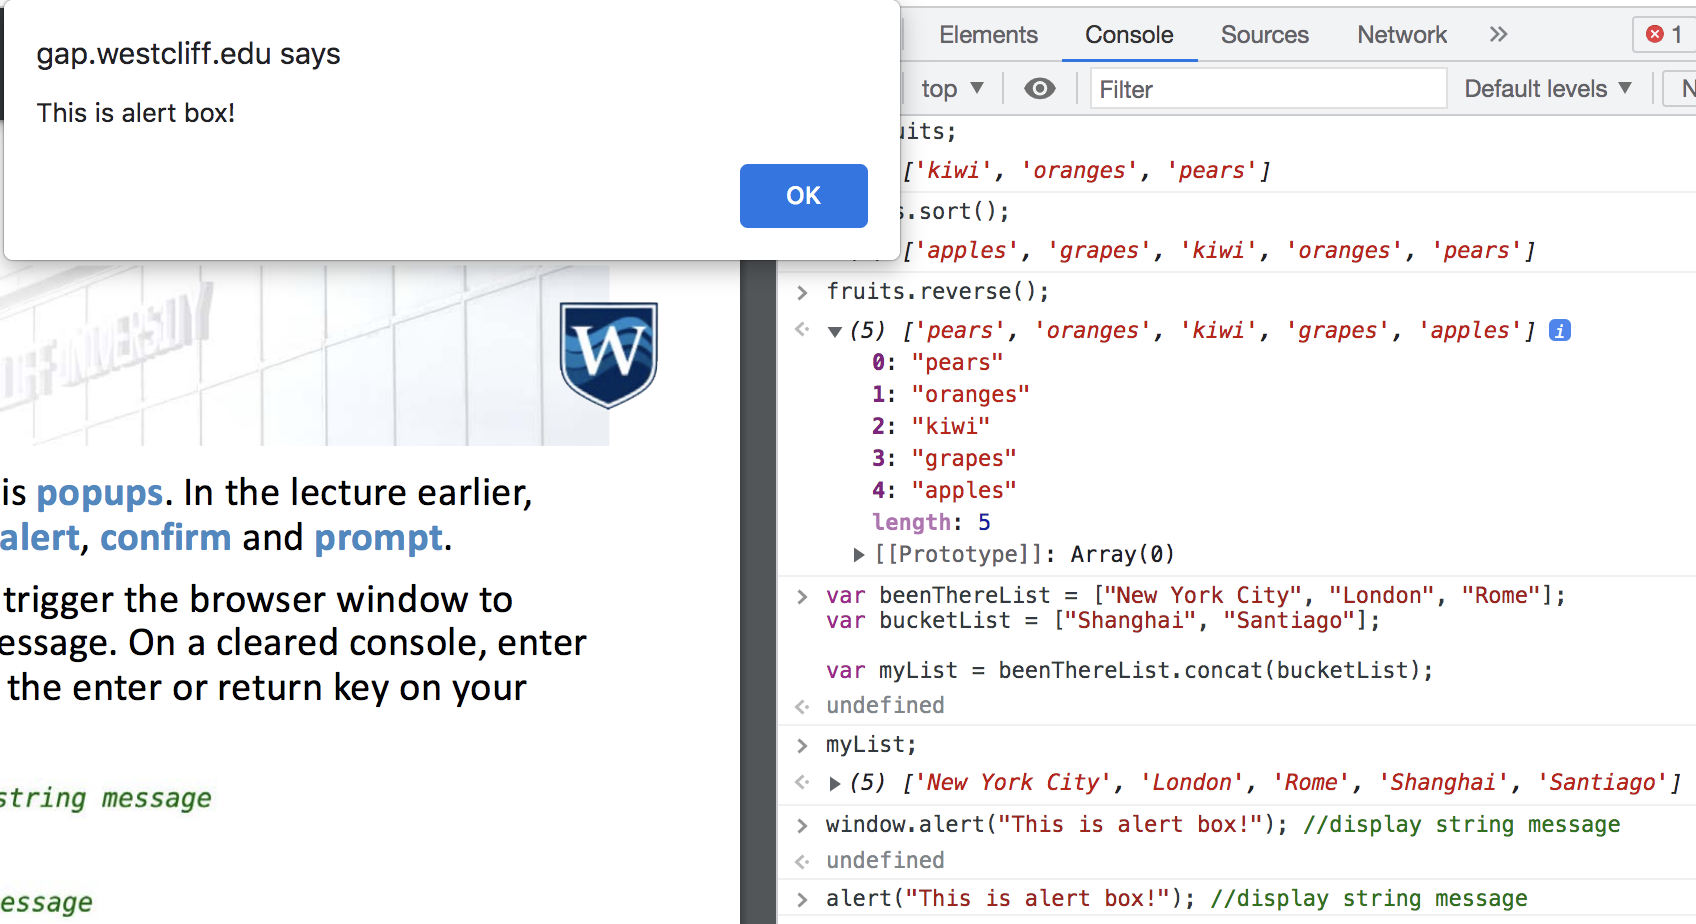 gap.westcliff.edu says
This is alert box!
OK
W
is popups. In the lecture earlier,
alert, confirm and prompt.
trigger the browser window to
essage. On a cleared console, enter
the enter or return key on your
string message
essage
Elements Console Sources Network » 1
top ▼ Filter Default levels ▼ N
uits;
['kiwi', 'oranges', 'pears']
s.sort();
['apples', 'grapes', 'kiwi', 'oranges', 'pears']
> fruits.reverse();
(5) ['pears', 'oranges', 'kiwi', 'grapes', 'apples'] i
0: "pears"
1: "oranges"
2: "kiwi"
3: "grapes"
4: "apples"
length: 5
[[Prototype]]: Array(0)
> var beenThereList = ["New York City", "London", "Rome"];
var bucketList = ["Shanghai", "Santiago"];
var myList = beenThereList.concat(bucketList);
undefined
> myList;
(5) ['New York City', 'London', 'Rome', 'Shanghai', 'Santiago']
> window.alert("This is alert box!"); //display string message
undefined
> alert("This is alert box!"); //display string message